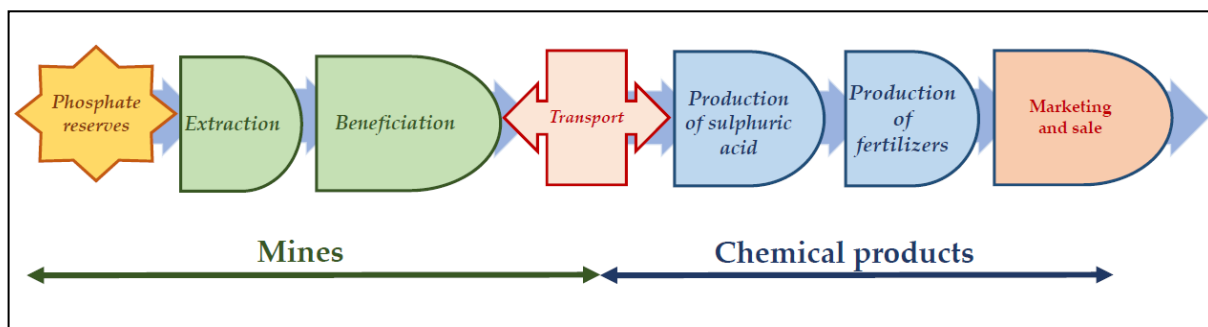 Phosphate
reserves
Extraction
Beneficiation
Transport
Production
of sulphuric
acid
Production
of
fertilizers
Marketing
and sale
Mines
Chemical products